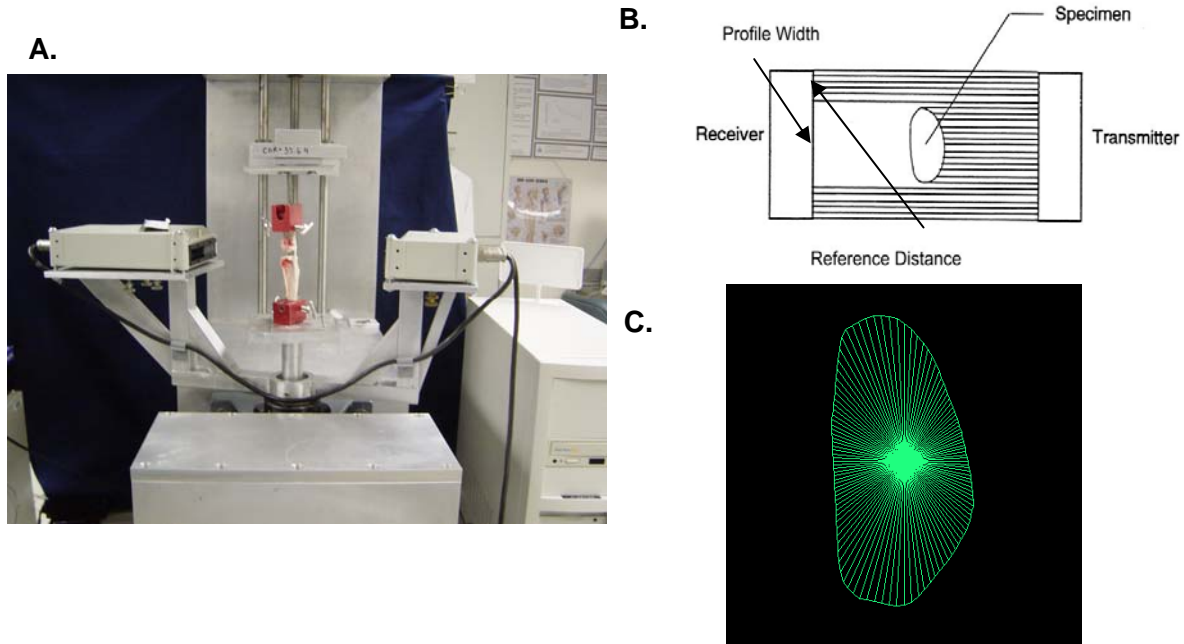 A.
B.
Specimen
Profile Width
Receiver
Transmitter
Reference Distance
C.